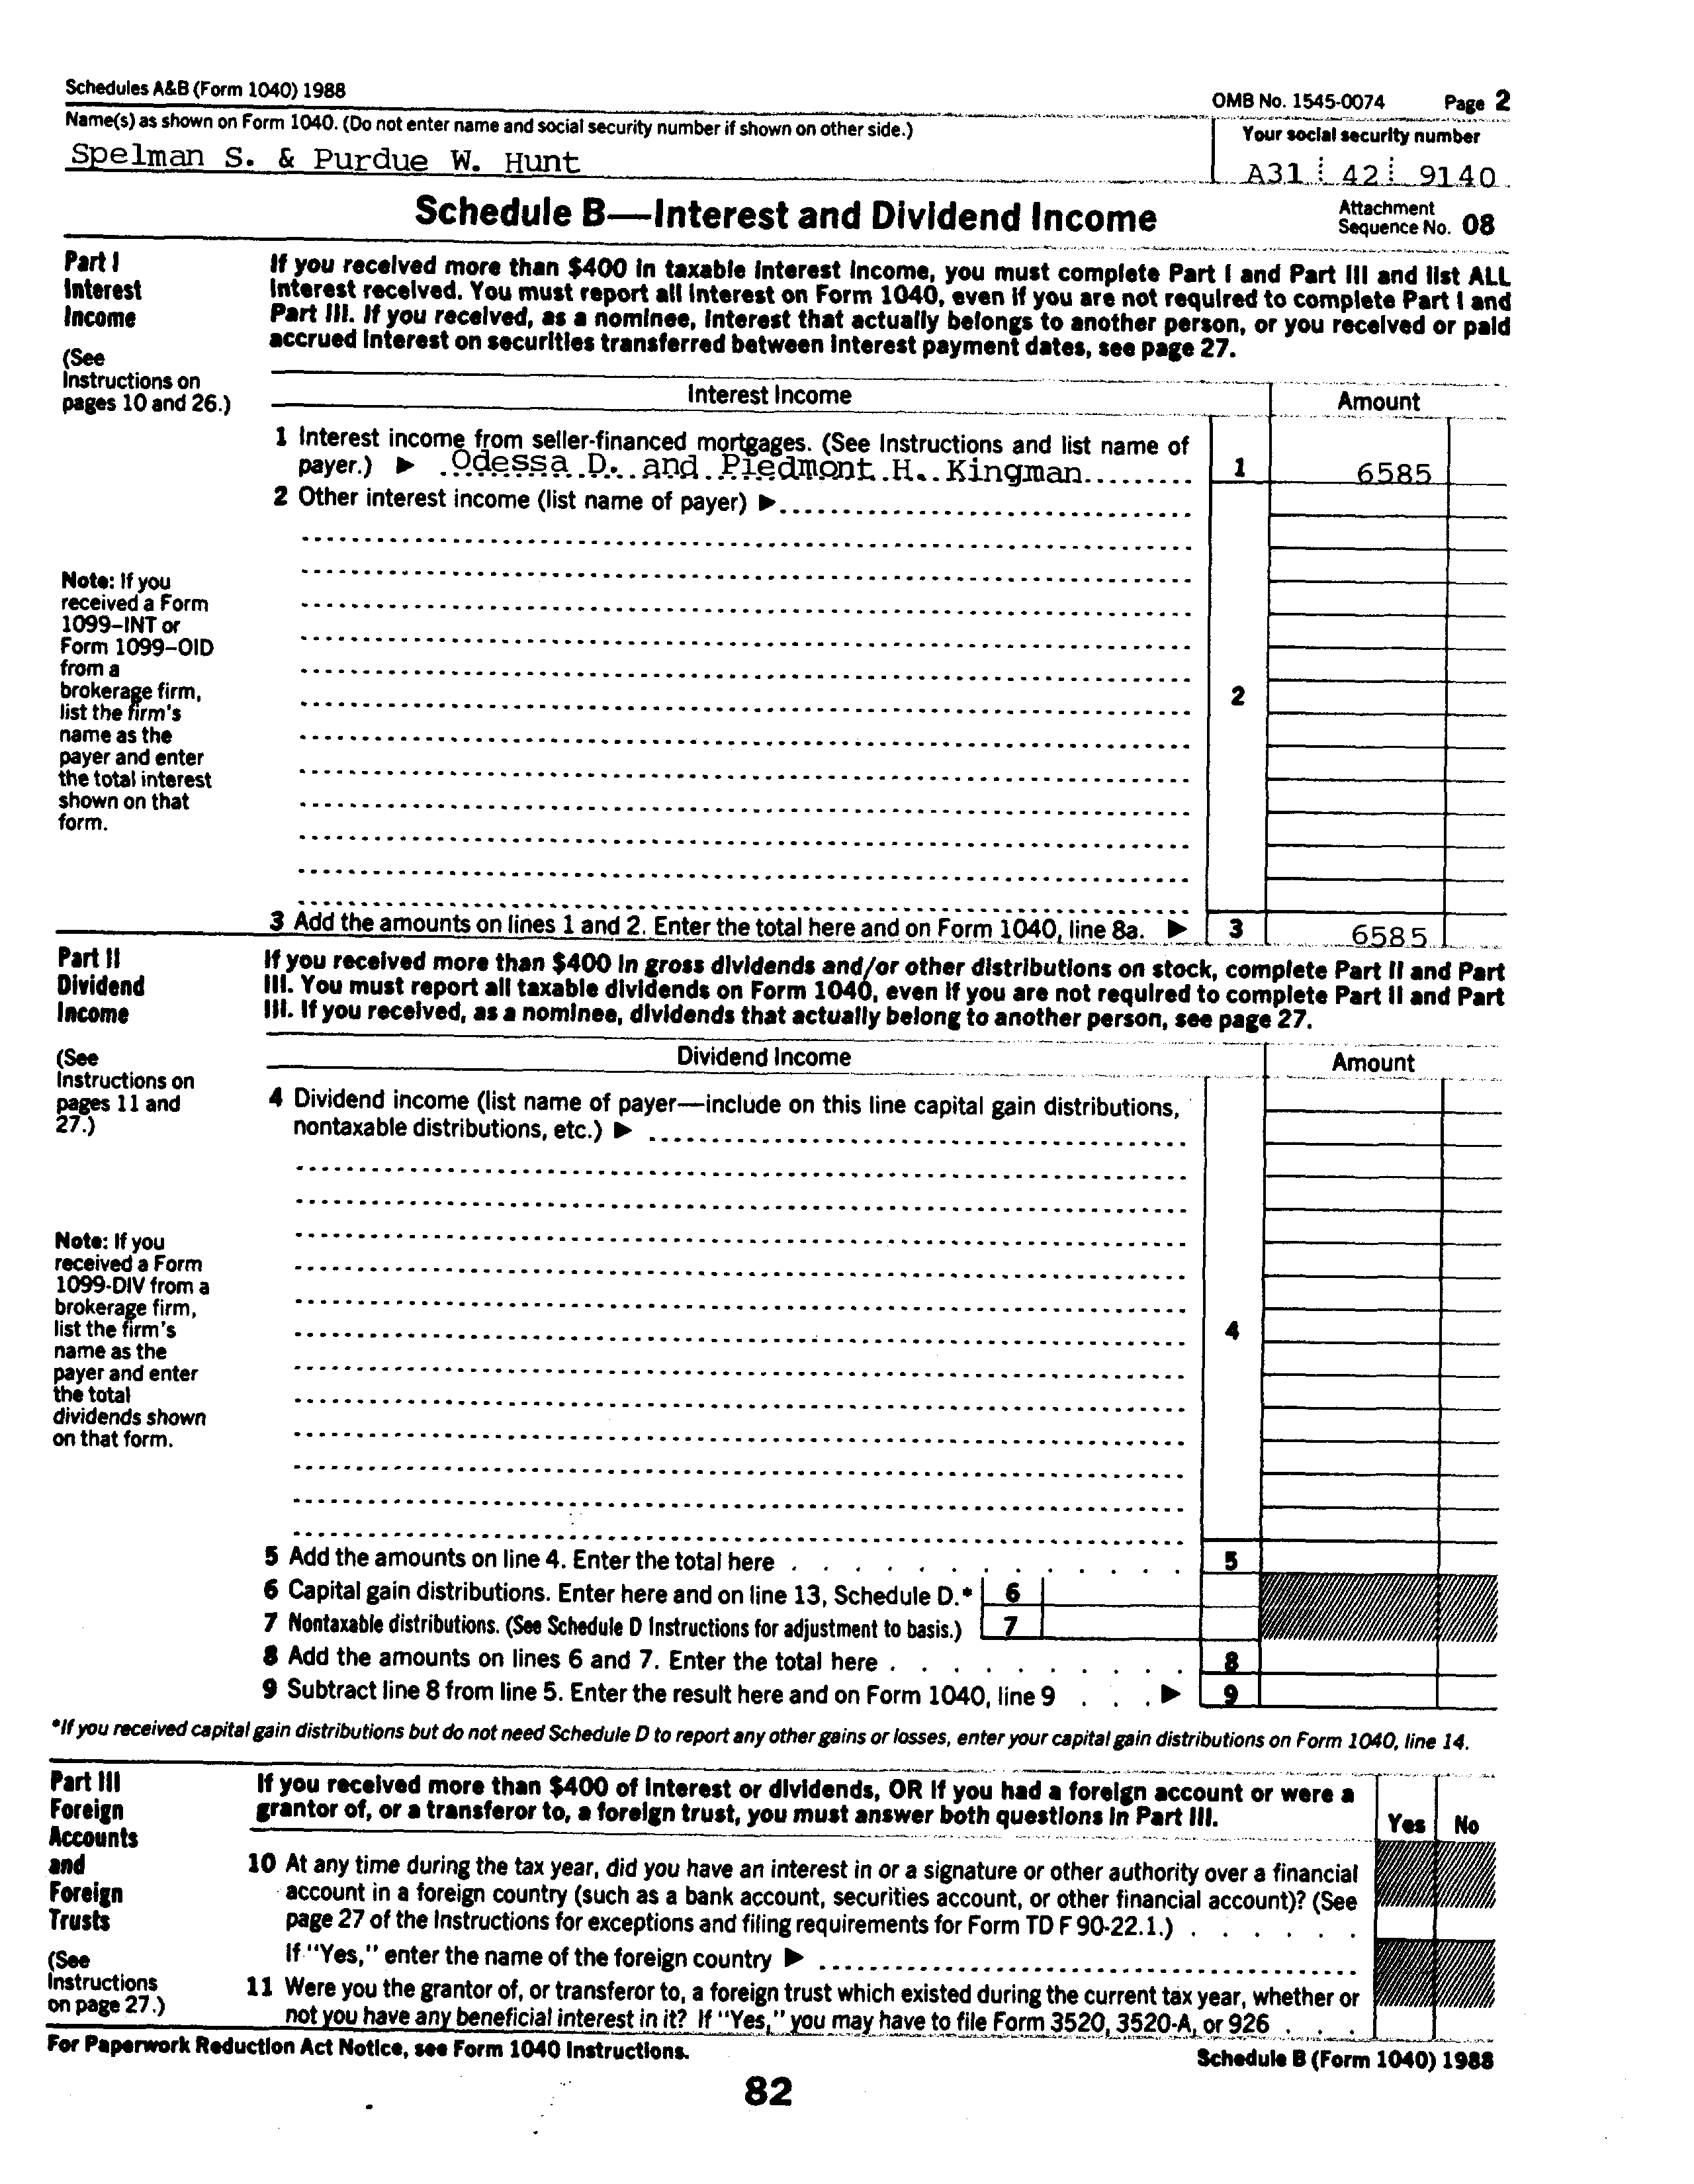 Schedules A&B (Form 1040) 1988
OMB No. 1545-0074 Page 2
Name(s) as shown on Form 1040. (Do not enter name and social security number if shown on other side.)
Your social security number
Spelman S. & Purdue W. Hunt
A31 42 9140
Schedule B—Interest and Dividend Income
Attachment
Sequence No. 08
Part I
Interest
Income
(See
Instructions on
pages 10 and 26.)
If you received more than $400 in taxable interest income, you must complete Part I and Part III and list ALL
interest received. You must report all interest on Form 1040, even if you are not required to complete Part I and
Part III. If you received, as a nominee, interest that actually belongs to another person, or you received or paid
accrued interest on securities transferred between interest payment dates, see page 27.
Interest Income
Amount
1 Interest income from seller-financed mortgages. (See Instructions and list name of
payer.) ▶ Odessa D. and Piedmont H. Kingman
1 6585
2 Other interest income (list name of payer) ▶
Note: If you
received a Form
1099–INT or
Form 1099–OID
from a
brokerage firm,
list the firm's
name as the
payer and enter
the total interest
shown on that
form.
2
3 Add the amounts on lines 1 and 2. Enter the total here and on Form 1040, line 8a. ▶ 3 6585
Part II
Dividend
Income
(See
Instructions on
pages 11 and
27.)
If you received more than $400 in gross dividends and/or other distributions on stock, complete Part II and Part
III. You must report all taxable dividends on Form 1040, even if you are not required to complete Part II and Part
III. If you received, as a nominee, dividends that actually belong to another person, see page 27.
Dividend Income
Amount
4 Dividend income (list name of payer—include on this line capital gain distributions,
nontaxable distributions, etc.) ▶
Note: If you
received a Form
1099-DIV from a
brokerage firm,
list the firm's
name as the
payer and enter
the total
dividends shown
on that form.
4
5 Add the amounts on line 4. Enter the total here . . . . . . . . . . . . 5
6 Capital gain distributions. Enter here and on line 13, Schedule D.* 6
7 Nontaxable distributions. (See Schedule D Instructions for adjustment to basis.) 7
8 Add the amounts on lines 6 and 7. Enter the total here . . . . . . . . . . 8
9 Subtract line 8 from line 5. Enter the result here and on Form 1040, line 9 . . . ▶ 9
*If you received capital gain distributions but do not need Schedule D to report any other gains or losses, enter your capital gain distributions on Form 1040, line 14.
Part III
Foreign
Accounts
and
Foreign
Trusts
(See
Instructions
on page 27.)
If you received more than $400 of interest or dividends, OR if you had a foreign account or were a
grantor of, or a transferor to, a foreign trust, you must answer both questions in Part III.
Yes No
10 At any time during the tax year, did you have an interest in or a signature or other authority over a financial
account in a foreign country (such as a bank account, securities account, or other financial account)? (See
page 27 of the Instructions for exceptions and filing requirements for Form TD F 90-22.1.) . . . . . .
If "Yes," enter the name of the foreign country ▶
11 Were you the grantor of, or transferor to, a foreign trust which existed during the current tax year, whether or
not you have any beneficial interest in it? If "Yes," you may have to file Form 3520, 3520-A, or 926 . . .
For Paperwork Reduction Act Notice, see Form 1040 Instructions.
Schedule B (Form 1040) 1988
82